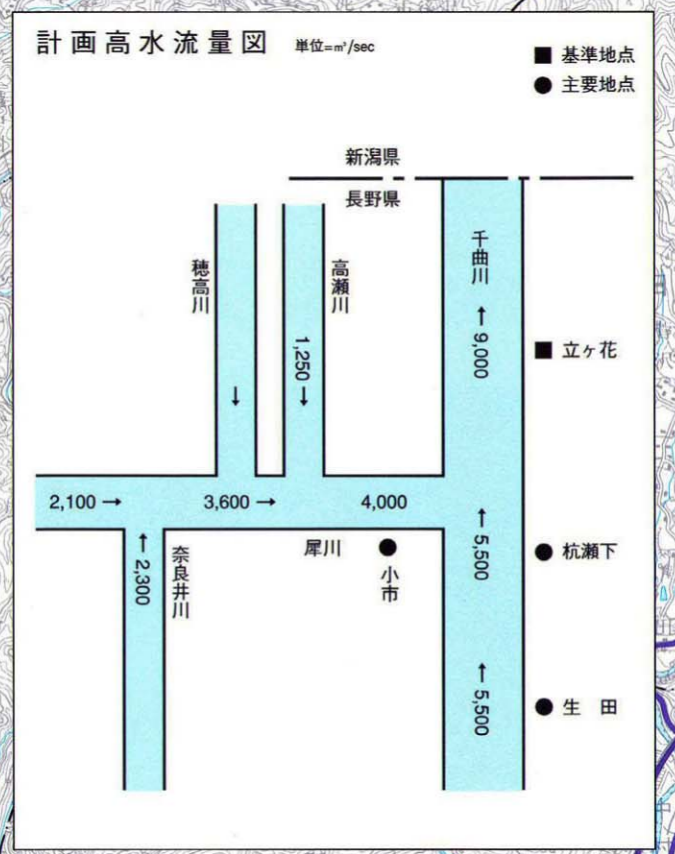 計画高水流量図 単位=m³/sec
■ 基準地点
● 主要地点
新潟県
長野県
千曲川
穂高川
高瀬川
↑ 9,000
■ 立ヶ花
1,250 →
↓
2,100 →
3,600 →
4,000
↑ 5,500
● 杭瀬下
↑ 2,300
奈良井川
犀川
● 小市
↑ 5,500
● 生 田